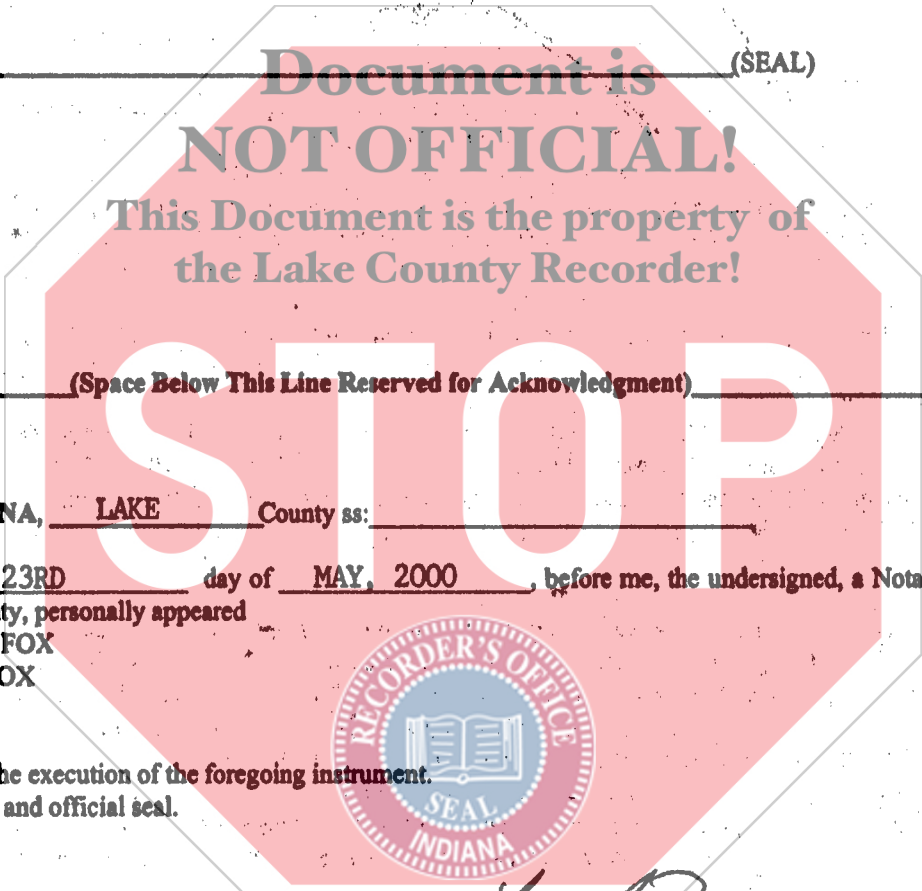 (SEAL)
Document is
NOT OFFICIAL!
This Document is the property of
the Lake County Recorder!
(Space Below This Line Reserved for Acknowledgment)
STOP
NA, LAKE County ss:
23RD day of MAY, 2000, before me, the undersigned, a Nota
ty, personally appeared
FOX
OX
he execution of the foregoing instrument.
and official seal.
RECORDER'S OFFICE
SEAL
INDIANA